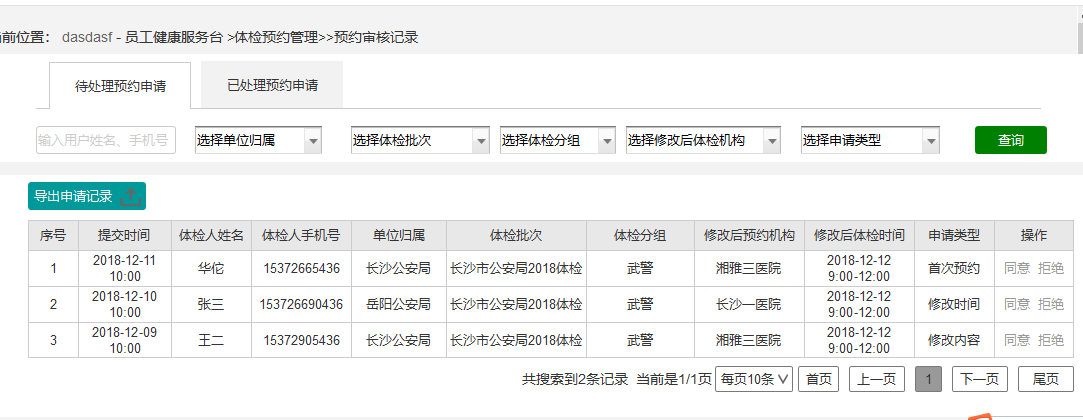 前位置： dasdasf - 员工健康服务台 >体检预约管理>>预约审核记录
待处理预约申请 已处理预约申请
输入用户姓名、手机号 选择单位归属 选择体检批次 选择体检分组 选择修改后体检机构 选择申请类型 查询
导出申请记录
序号 提交时间 体检人姓名 体检人手机号 单位归属 体检批次 体检分组 修改后预约机构 修改后体检时间 申请类型 操作
1 2018-12-11 10:00 华佗 15372665436 长沙公安局 长沙市公安局2018体检 武警 湘雅三医院 2018-12-12 9:00-12:00 首次预约 同意 拒绝
2 2018-12-10 10:00 张三 153726690436 岳阳公安局 长沙市公安局2018体检 武警 长沙一医院 2018-12-12 9:00-12:00 修改时间 同意 拒绝
3 2018-12-09 10:00 王二 15372905436 长沙公安局 长沙市公安局2018体检 武警 湘雅三医院 2018-12-12 9:00-12:00 修改内容 同意 拒绝
共搜索到2条记录 当前是1/1页 每页10条 首页 上一页 1 下一页 尾页